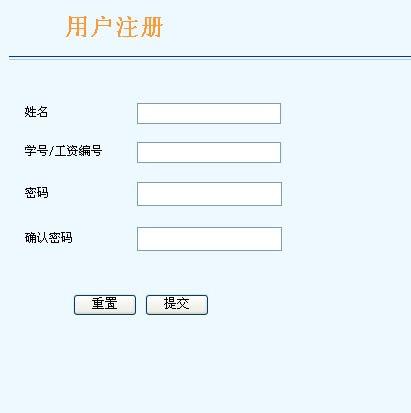 用户注册
姓名
学号/工资编号
密码
确认密码
重置 提交